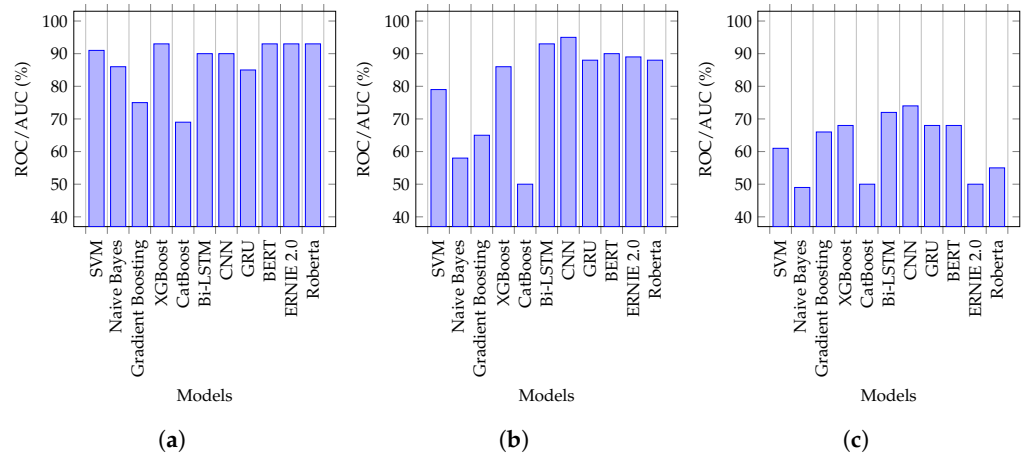 100
90
80
70
60
50
40
ROC/AUC (%)
SVM
Naive Bayes
Gradient Boosting
XGBoost
CatBoost
Bi-LSTM
CNN
GRU
BERT
ERNIE 2.0
Roberta
Models
(a)
100
90
80
70
60
50
40
ROC/AUC (%)
SVM
Naive Bayes
Gradient Boosting
XGBoost
CatBoost
Bi-LSTM
CNN
GRU
BERT
ERNIE 2.0
Roberta
Models
(b)
100
90
80
70
60
50
40
ROC/AUC (%)
SVM
Naive Bayes
Gradient Boosting
XGBoost
CatBoost
Bi-LSTM
CNN
GRU
BERT
ERNIE 2.0
Roberta
Models
(c)